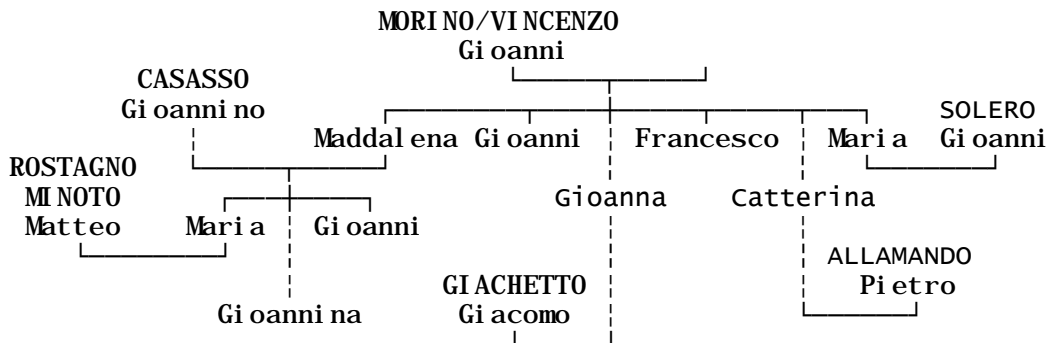 MORINO/VINCENZO
Gioanni
CASASSO
Gioannino
SOLERO
Maddalena Gioanni Francesco Maria Gioanni
ROSTAGNO
MINOTO
Gioanna Catterina
Matteo Maria Gioanni
ALLAMANDO
GIACHETTO Pietro
Gioannina Giacomo